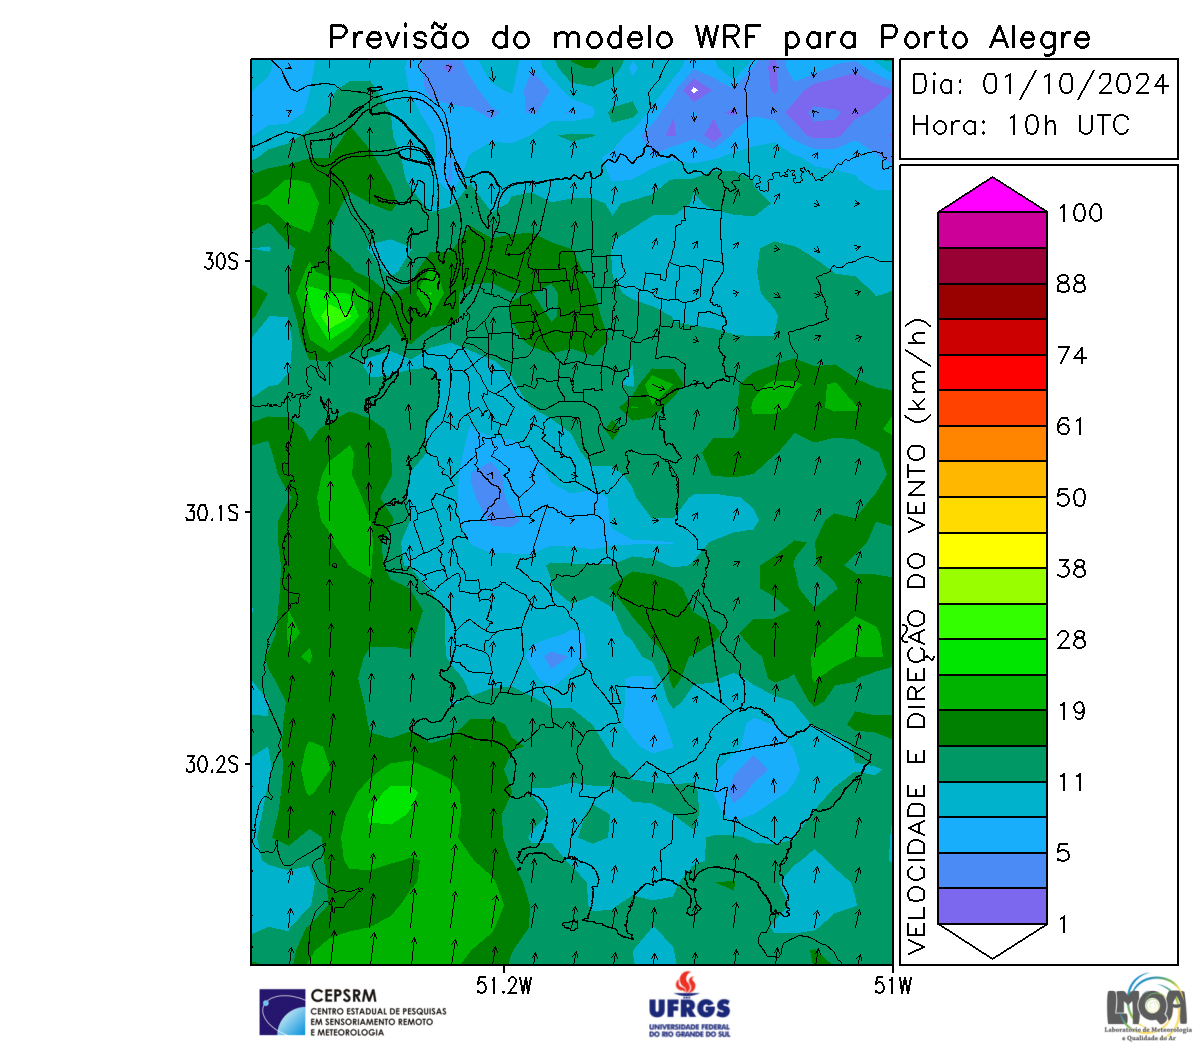 Previsão do modelo WRF para Porto Alegre
Dia: 01/10/2024
Hora: 10h UTC
30S
30.1S
30.2S
51.2W
51W
VELOCIDADE E DIREÇÃO DO VENTO (km/h)
100
88
74
61
50
38
28
19
11
5
1
CEPSRM
CENTRO ESTADUAL DE PESQUISAS
EM SENSORIAMENTO REMOTO
E METEOROLOGIA
UFRGS
UNIVERSIDADE FEDERAL
DO RIO GRANDE DO SUL
LMQA
Laboratório de Meteorologia
e Qualidade do Ar